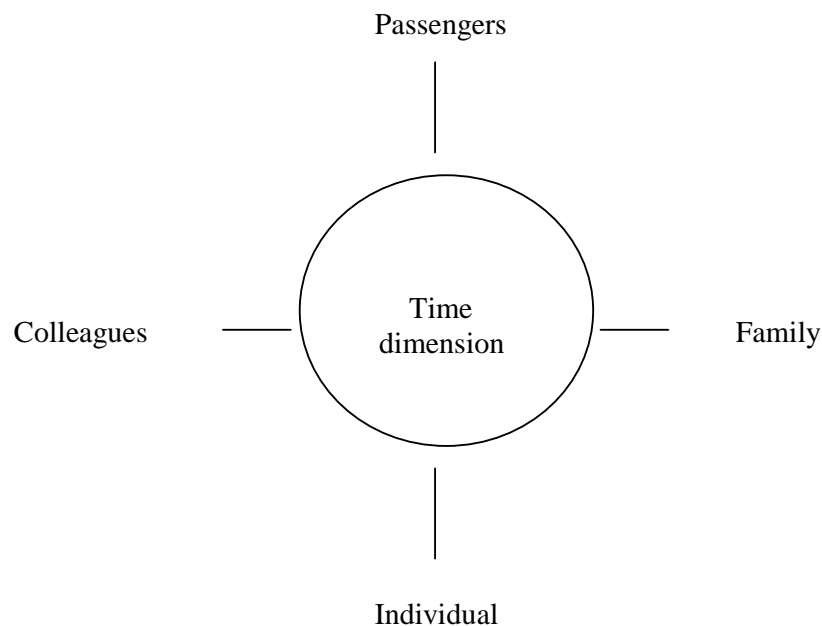 Passengers
Colleagues
Time
dimension
Family
Individual